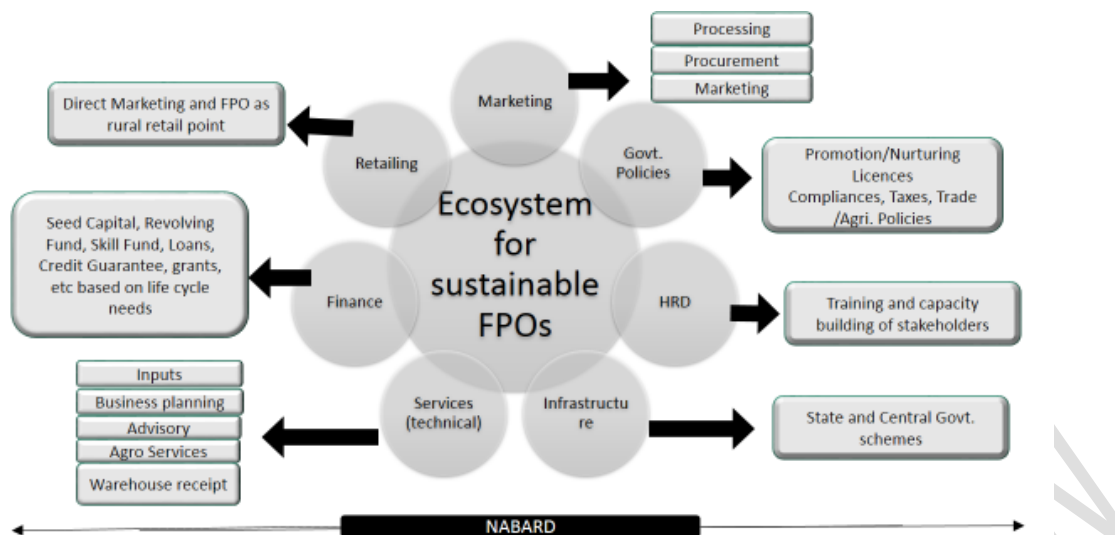 Processing
Procurement
Marketing
Marketing
Direct Marketing and FPO as
rural retail point
Retailing
Govt.
Policies
Promotion/Nurturing
Licences
Compliances, Taxes, Trade
/Agri. Policies
Ecosystem
for
sustainable
FPOs
Seed Capital, Revolving
Fund, Skill Fund, Loans,
Credit Guarantee, grants,
etc based on life cycle
needs
Finance
HRD
Training and capacity
building of stakeholders
Inputs
Business planning
Advisory
Agro Services
Warehouse receipt
Services
(technical)
Infrastructu
re
State and Central Govt.
schemes
NABARD